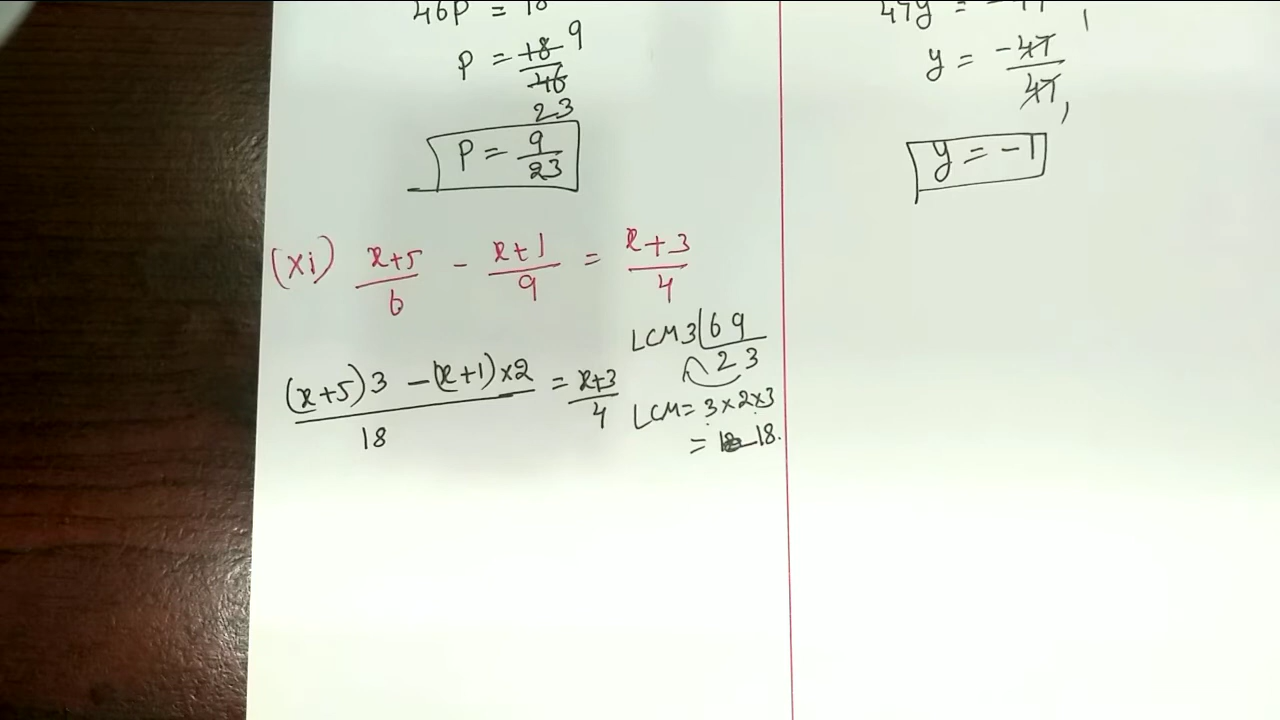 46P = 18
P = 18/46 9
23
P = 9/23
(xi) x+5/6 - x+1/9 = x+3/4
LCM 3 | 6 9
2 3
(x+5)3 - (x+1)×2/18 = x+3/4
LCM = 3×2×3
= 18.
47y =
y = -47/47
y = -1